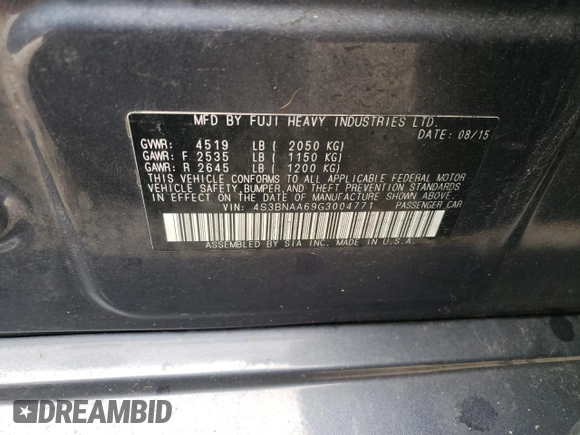 MFD BY FUJI HEAVY INDUSTRIES LTD.
DATE: 08/15
GVWR: 4519 LB ( 2050 KG)
GAWR: F 2535 LB ( 1150 KG)
GAWR: R 2645 LB ( 1200 KG)
THIS VEHICLE CONFORMS TO ALL APPLICABLE FEDERAL MOTOR
VEHICLE SAFETY, BUMPER, AND THEFT PREVENTION STANDARDS
IN EFFECT ON THE DATE OF MANUFACTURE SHOWN ABOVE.
VIN: 4S3BNAA69G3004771 PASSENGER CAR
ASSEMBLED BY SIA INC. MADE IN U.S.A.
DREAMBID